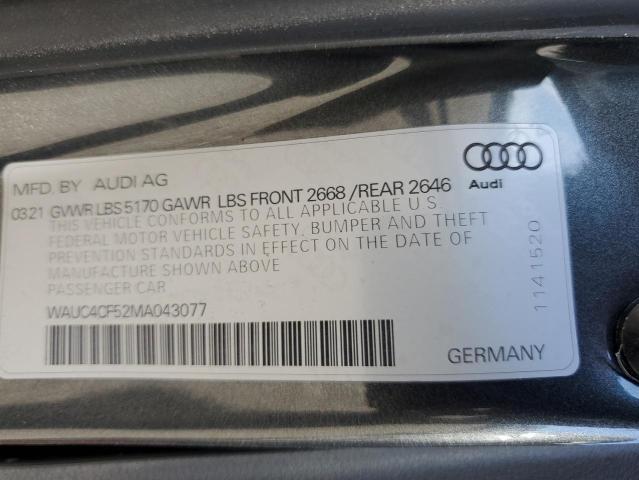 MFD. BY AUDI AG
0321 GVWR LBS 5170 GAWR LBS FRONT 2668 /REAR 2646
THIS VEHICLE CONFORMS TO ALL APPLICABLE U S
FEDERAL MOTOR VEHICLE SAFETY, BUMPER AND THEFT
PREVENTION STANDARDS IN EFFECT ON THE DATE OF
MANUFACTURE SHOWN ABOVE
PASSENGER CAR
WAUC4CF52MA043077
Audi
1141520
GERMANY